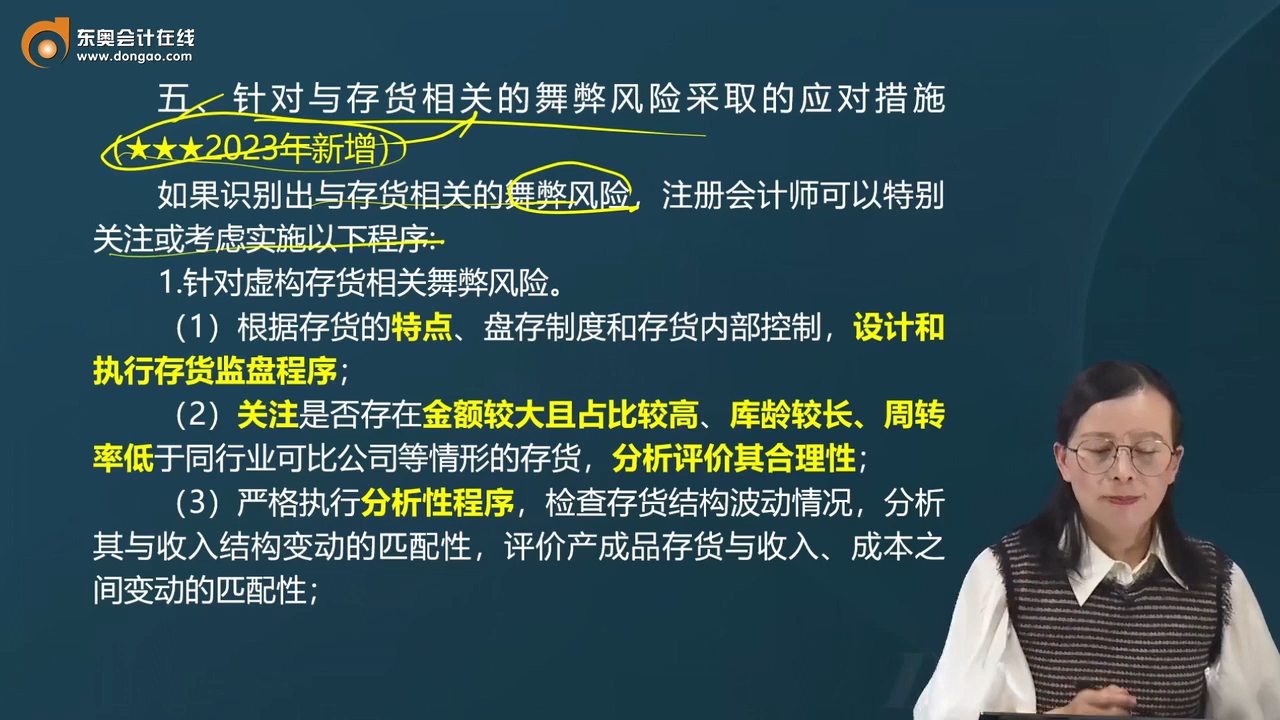 东奥会计在线
www.dongao.com
五、针对与存货相关的舞弊风险采取的应对措施
（★★★2023年新增）
如果识别出与存货相关的舞弊风险，注册会计师可以特别
关注或考虑实施以下程序：
1.针对虚构存货相关舞弊风险。
（1）根据存货的特点、盘存制度和存货内部控制，设计和
执行存货监盘程序；
（2）关注是否存在金额较大且占比较高、库龄较长、周转
率低于同行业可比公司等情形的存货，分析评价其合理性；
（3）严格执行分析性程序，检查存货结构波动情况，分析
其与收入结构变动的匹配性，评价产成品存货与收入、成本之
间变动的匹配性；